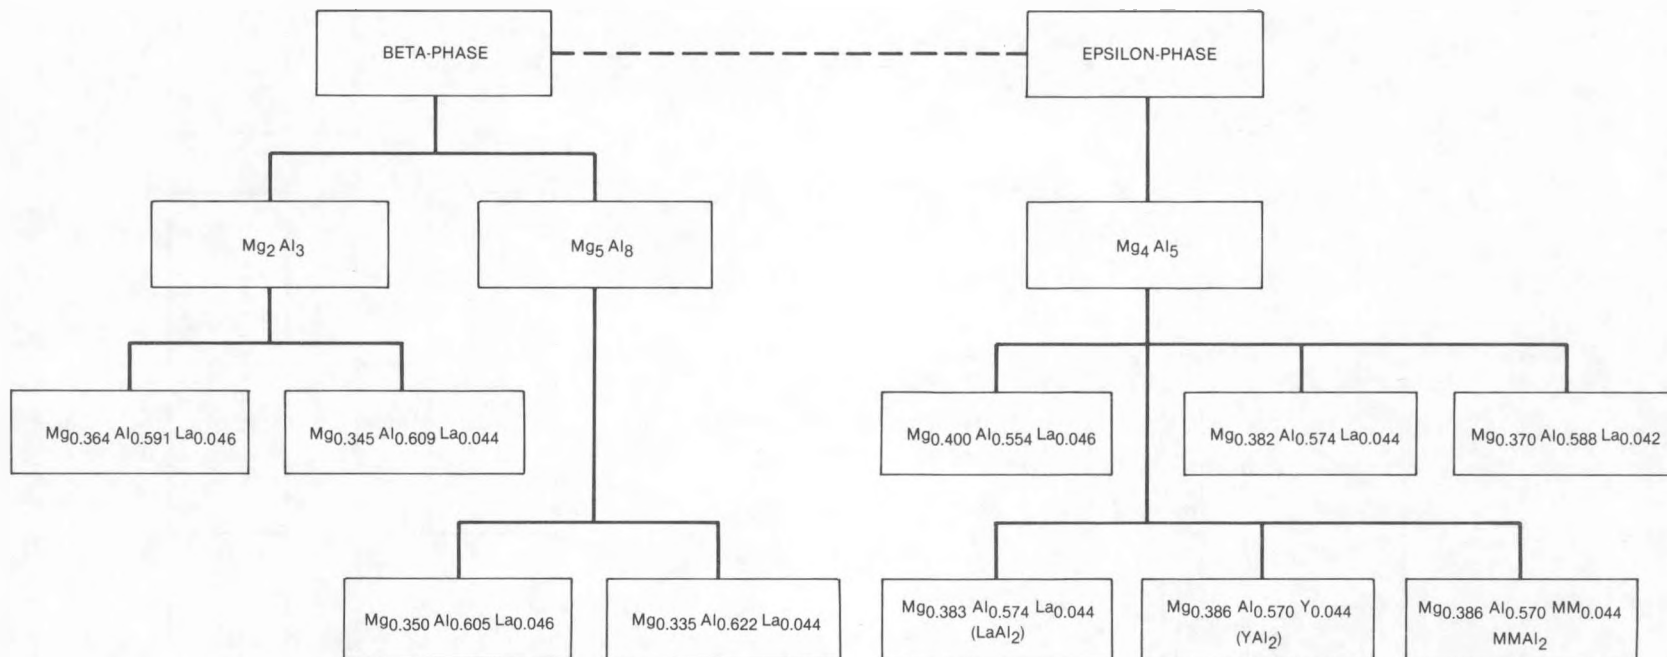 BETA-PHASE
EPSILON-PHASE
Mg2 Al3
Mg5 Al8
Mg4 Al5
Mg0.364 Al0.591 La0.046
Mg0.345 Al0.609 La0.044
Mg0.400 Al0.554 La0.046
Mg0.382 Al0.574 La0.044
Mg0.370 Al0.588 La0.042
Mg0.350 Al0.605 La0.046
Mg0.335 Al0.622 La0.044
Mg0.383 Al0.574 La0.044
(LaAl2)
Mg0.386 Al0.570 Y0.044
(YAl2)
Mg0.386 Al0.570 MM0.044
MMAl2